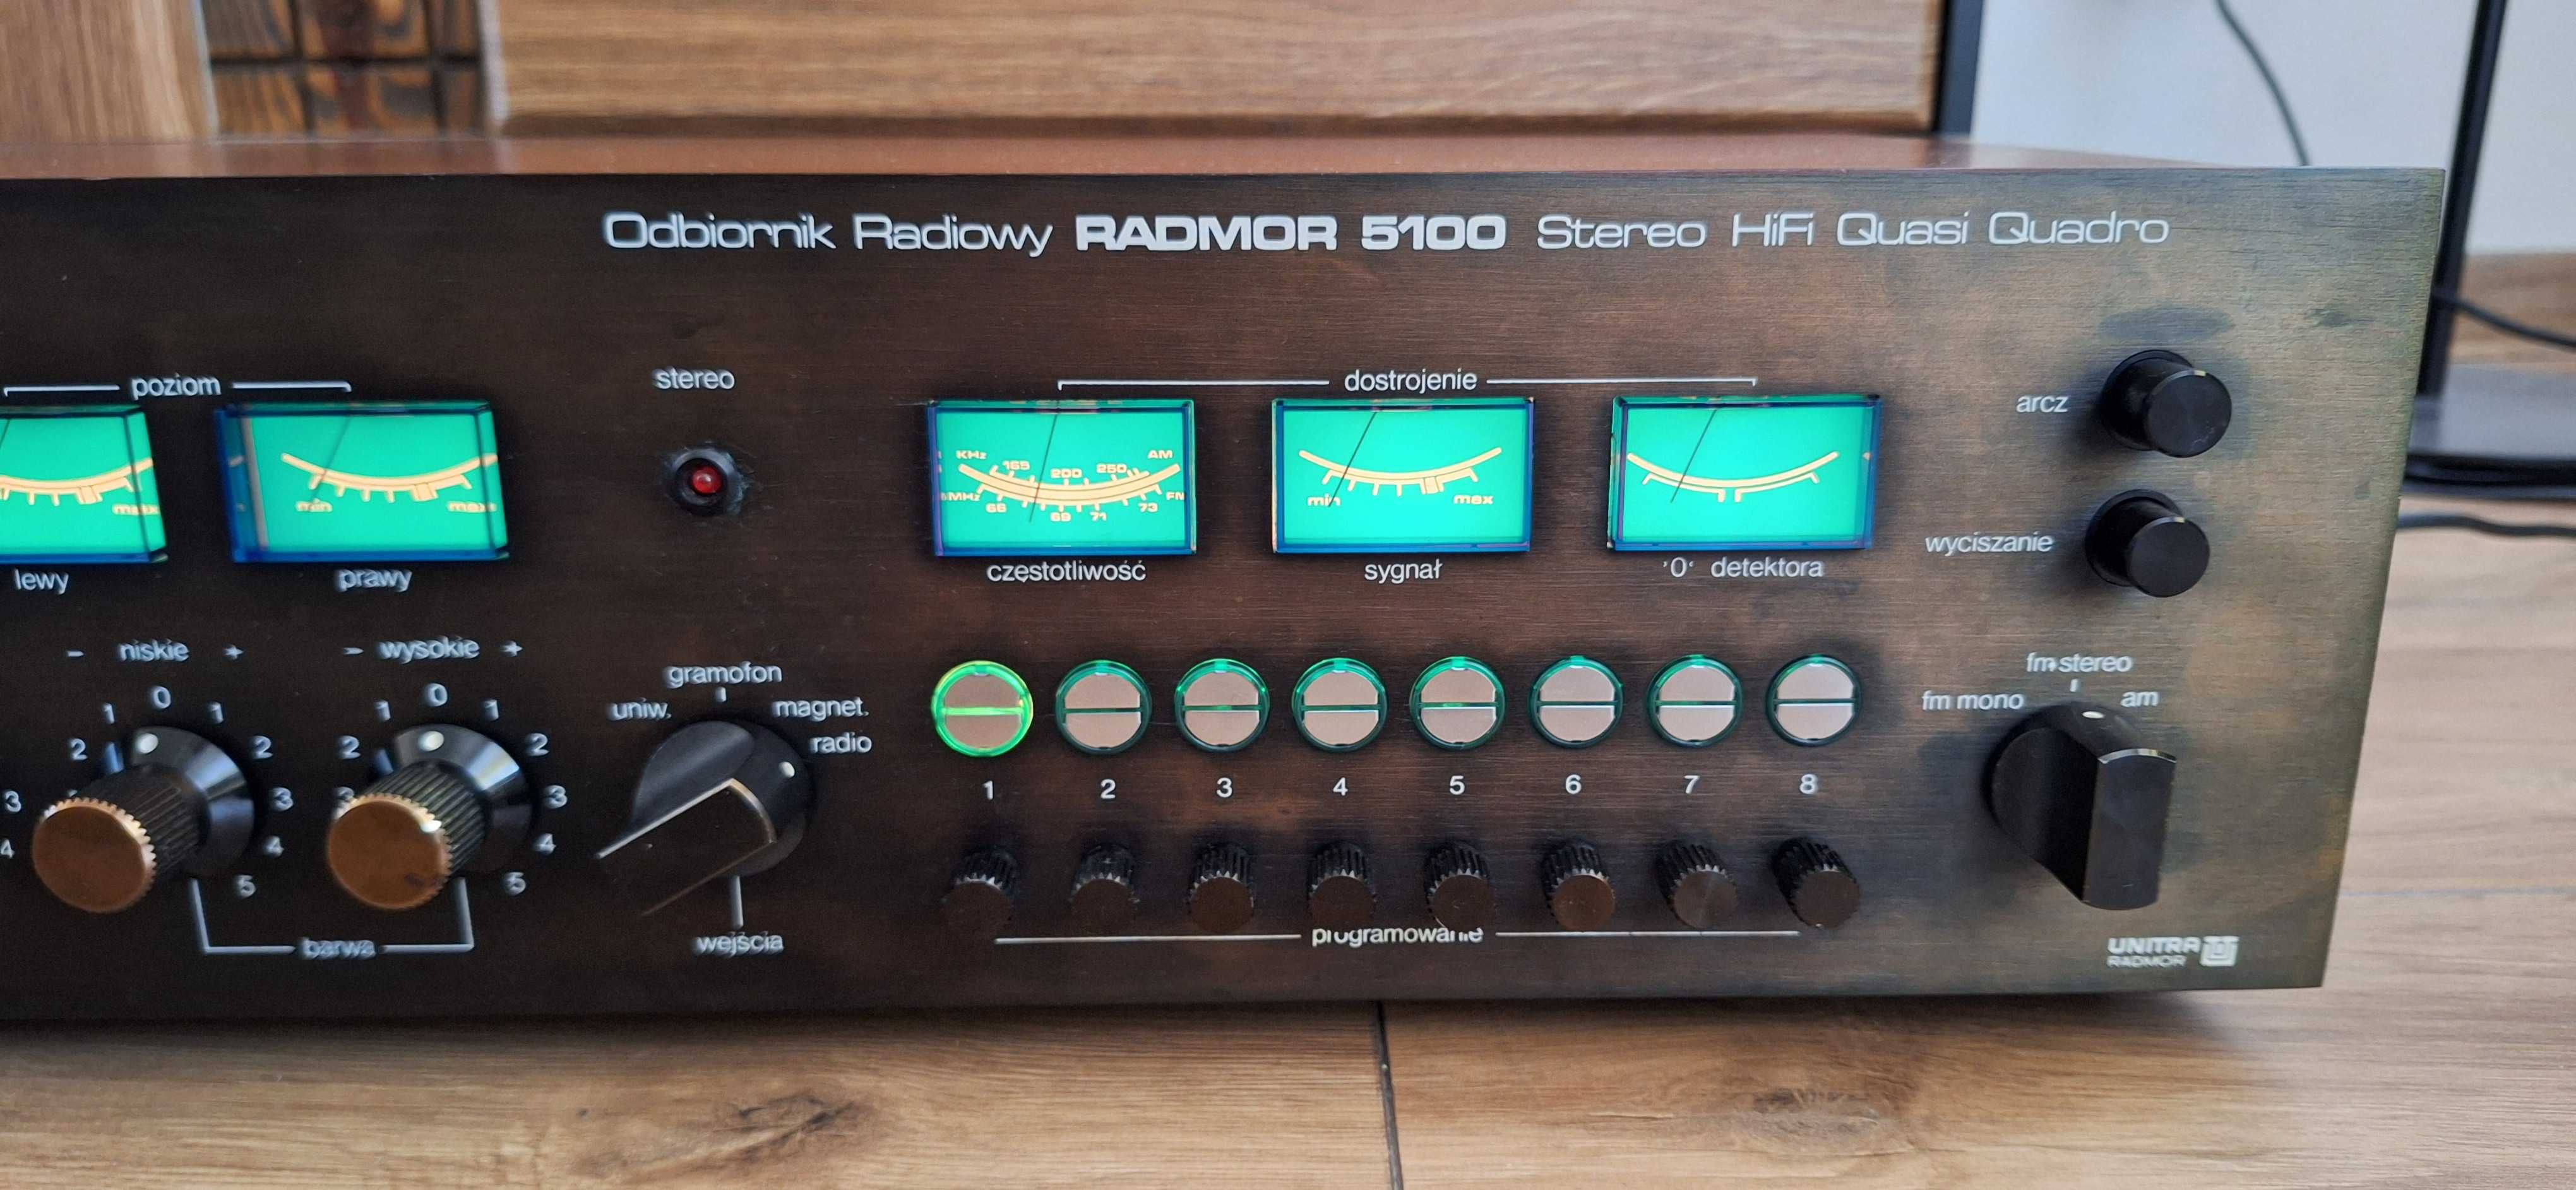 Odbiornik Radiowy RADMOR 5100 Stereo HiFi Quasi Quadro
poziom
stereo
dostrojenie
max
min max
KHz 165 200 250 AM
MHz 66 69 71 73 FM
min max
arcz
lewy
prawy
częstotliwość
sygnał
'0' detektora
wyciszanie
- niskie +
- wysokie +
0
1 1
2 2
3 3
4 4
5
0
1 1
2 2
3 3
4
5
barwa
gramofon
uniw. magnet.
radio
wejścia
1 2 3 4 5 6 7 8
programowanie
fm stereo
fm mono am
UNITRA
RADMOR